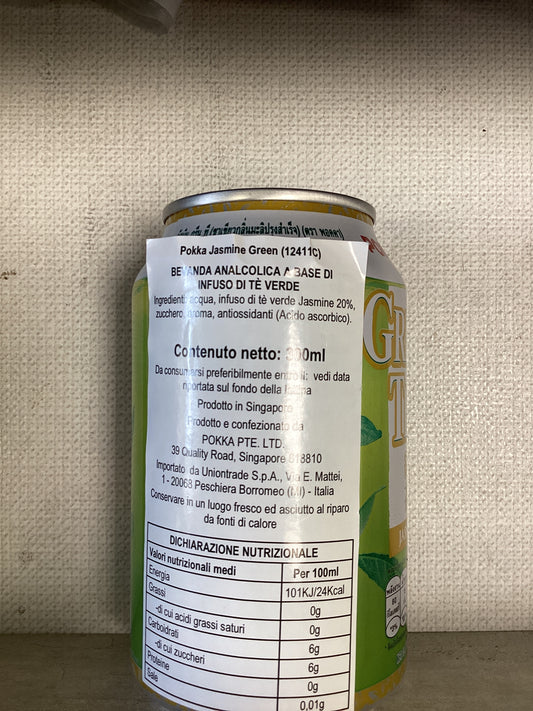 Pokka Jasmine Green (12411C)
BEVANDA ANALCOLICA A BASE DI
INFUSO DI TÈ VERDE
Ingredienti: acqua, infuso di tè verde Jasmine 20%,
zucchero, aroma, antiossidanti (Acido ascorbico).
Contenuto netto: 300ml
Da consumarsi preferibilmente entro il: vedi data
riportata sul fondo della lattina
Prodotto in Singapore
Prodotto e confezionato da
POKKA PTE. LTD.
39 Quality Road, Singapore 618810
Importato da Uniontrade S.p.A., Via E. Mattei,
1 - 20068 Peschiera Borromeo (MI) - Italia
Conservare in un luogo fresco ed asciutto al riparo
da fonti di calore
DICHIARAZIONE NUTRIZIONALE
Valori nutrizionali medi Per 100ml
Energia 101KJ/24Kcal
Grassi 0g
-di cui acidi grassi saturi 0g
Carboidrati 6g
-di cui zuccheri 6g
Proteine 0g
Sale 0,01g